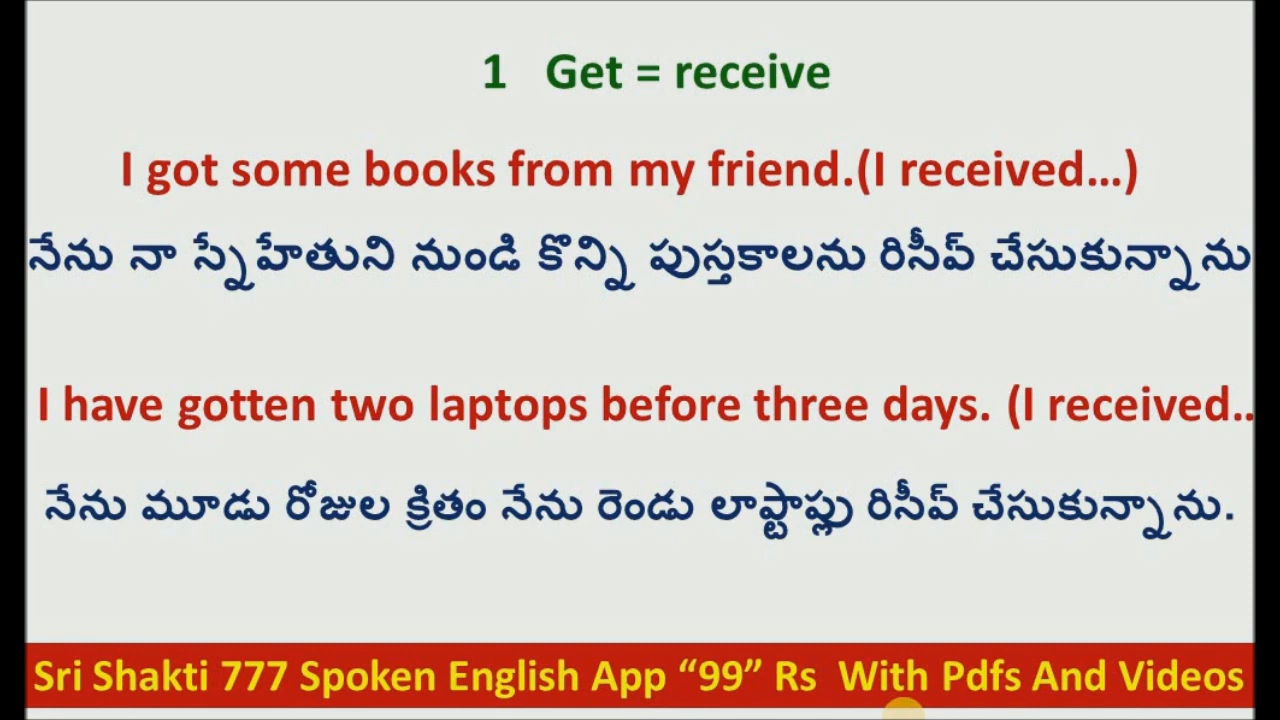 1 Get = receive
I got some books from my friend.(I received...)
నేను నా స్నేహేతుని నుండి కొన్ని పుస్తకాలను రిసీవ్ చేసుకున్నాను
I have gotten two laptops before three days. (I received..
నేను మూడు రోజుల క్రితం నేను రెండు లాప్టాప్లు రిసీవ్ చేసుకున్నాను.
Sri Shakti 777 Spoken English App “99” Rs With Pdfs And Videos